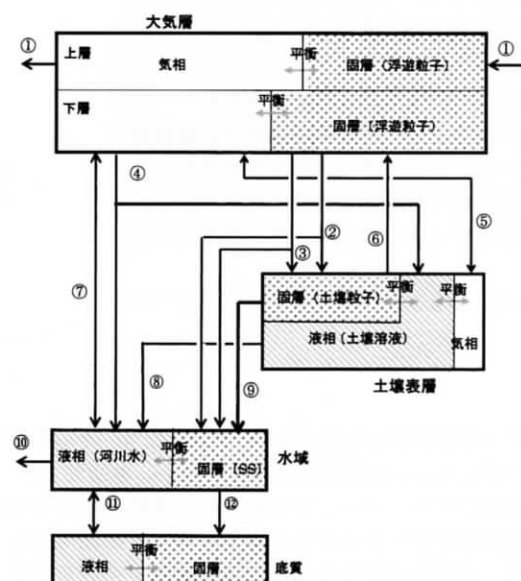 大気層
①
上層
気相
平衡
固層（浮遊粒子）
①
下層
平衡
固層（浮遊粒子）
④
②
③
⑥
⑤
⑦
固層（土壌粒子）
平衡
平衡
液相（土壌溶液）
気相
土壌表層
⑧
⑨
⑩
液相（河川水）
平衡
固層［SS］
水域
⑪
⑫
液相
平衡
固層
底質